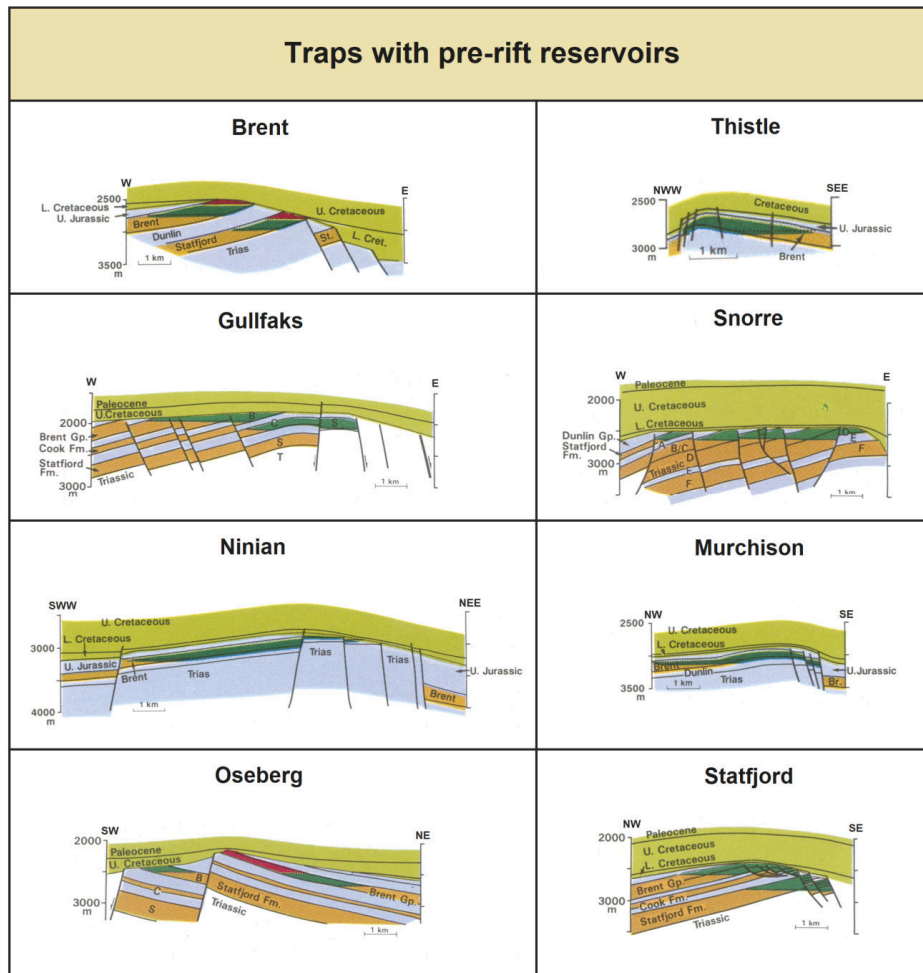 Traps with pre-rift reservoirs
Brent
W
E
2500
L. Cretaceous
U. Jurassic
U. Cretaceous
Brent
Dunlin
Statfjord
Trias
St.
L. Cret.
3500
m
1 km
Thistle
NWW
SEE
2500
Cretaceous
U. Jurassic
3000
m
1 km
Brent
Gullfaks
W
E
Paleocene
U.Cretaceous
2000
B
C
S
Brent Gp.
Cook Fm.
S
Statfjord
Fm.
T
Triassic
3000
m
1 km
Snorre
W
E
Paleocene
2000
U. Cretaceous
L. Cretaceous
Dunlin Gp.
Statfjord
Fm.
A
B/C
D
D
E
F
3000
Triassic
E
F
m
1 km
Ninian
SWW
NEE
U. Cretaceous
L. Cretaceous
3000
U. Jurassic
Trias
Trias
Trias
U. Jurassic
Brent
Brent
4000
m
1 km
Murchison
NW
SE
2500
U. Cretaceous
L. Cretaceous
Brent
Dunlin
U. Jurassic
Trias
Br.
3500
m
1 km
Oseberg
SW
NE
2000
Paleocene
U. Cretaceous
B
C
Brent Gp.
Statfjord Fm.
S
Triassic
3000
m
1 km
Statfjord
NW
SE
2000
Paleocene
U. Cretaceous
L. Cretaceous
Brent Gp.
Cook Fm.
3000
Statfjord Fm.
Triassic
m
1 km